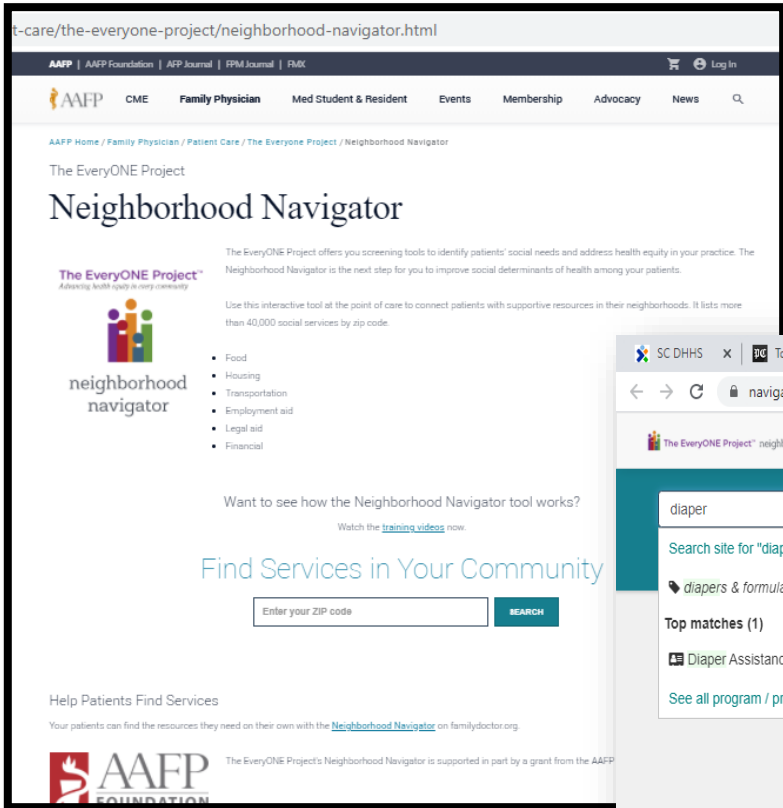 t-care/the-everyone-project/neighborhood-navigator.html
AAFP | AAFP Foundation | AFP Journal | FPM Journal | FMX
Log In
AAFP
CME Family Physician Med Student & Resident Events Membership Advocacy News
AAFP Home / Family Physician / Patient Care / The Everyone Project / Neighborhood Navigator
The EveryONE Project
Neighborhood Navigator
The EveryONE Project™
Advancing health equity in every community
neighborhood
navigator
The EveryONE Project offers you screening tools to identify patients' social needs and address health equity in your practice. The
Neighborhood Navigator is the next step for you to improve social determinants of health among your patients.
Use this interactive tool at the point of care to connect patients with supportive resources in their neighborhoods. It lists more
than 40,000 social services by zip code.
Food
Housing
Transportation
Employment aid
Legal aid
Financial
Want to see how the Neighborhood Navigator tool works?
Watch the training videos now.
Find Services in Your Community
Enter your ZIP code
SEARCH
Help Patients Find Services
Your patients can find the resources they need on their own with the Neighborhood Navigator on familydoctor.org.
AAFP
FOUNDATION
The EveryONE Project's Neighborhood Navigator is supported in part by a grant from the AAFP
SC DHHS x
naviga
The EveryONE Project™ neighb
diaper
Search site for "diap
diapers & formula
Top matches (1)
Diaper Assistanc
See all program / pr